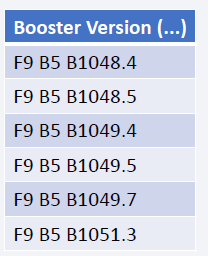 Booster Version (...)
F9 B5 B1048.4
F9 B5 B1048.5
F9 B5 B1049.4
F9 B5 B1049.5
F9 B5 B1049.7
F9 B5 B1051.3